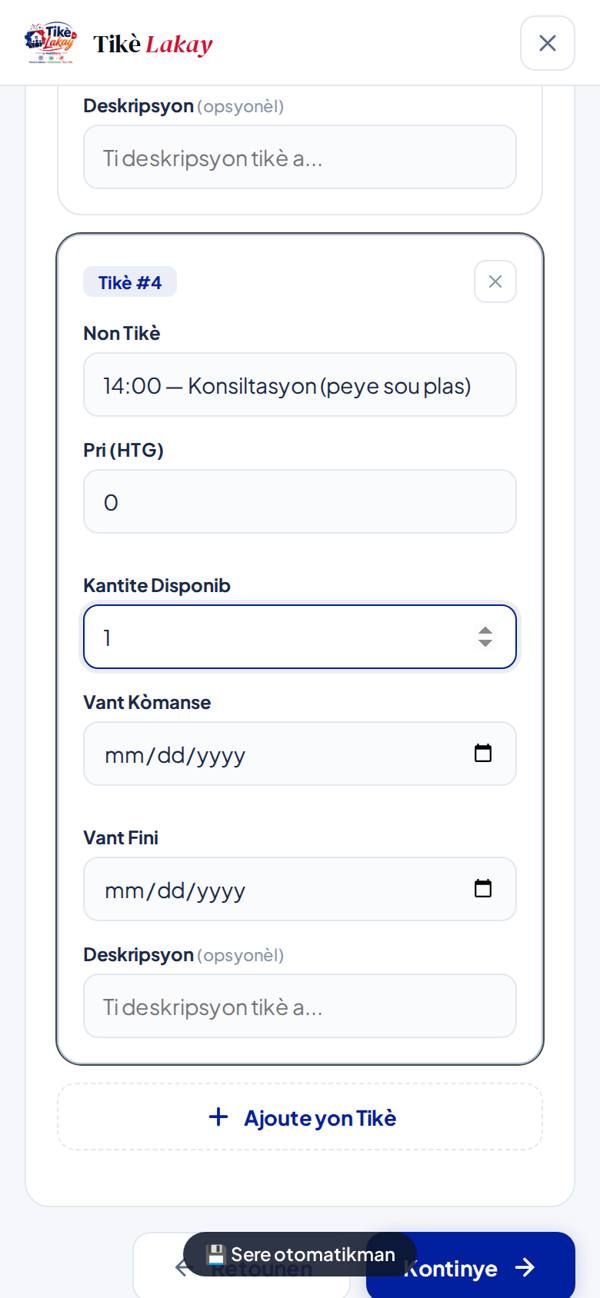 Tikè Lakay
Deskripsyon (opsyonèl)
Ti deskripsyon tikè a...
Tikè #4
Non Tikè
14:00 — Konsiltasyon (peye sou plas)
Pri (HTG)
0
Kantite Disponib
1
Vant Kòmanse
mm/dd/yyyy
Vant Fini
mm/dd/yyyy
Deskripsyon (opsyonèl)
Ti deskripsyon tikè a...
+ Ajoute yon Tikè
💾 Sere otomatikman
← Retounen
Kontinye →